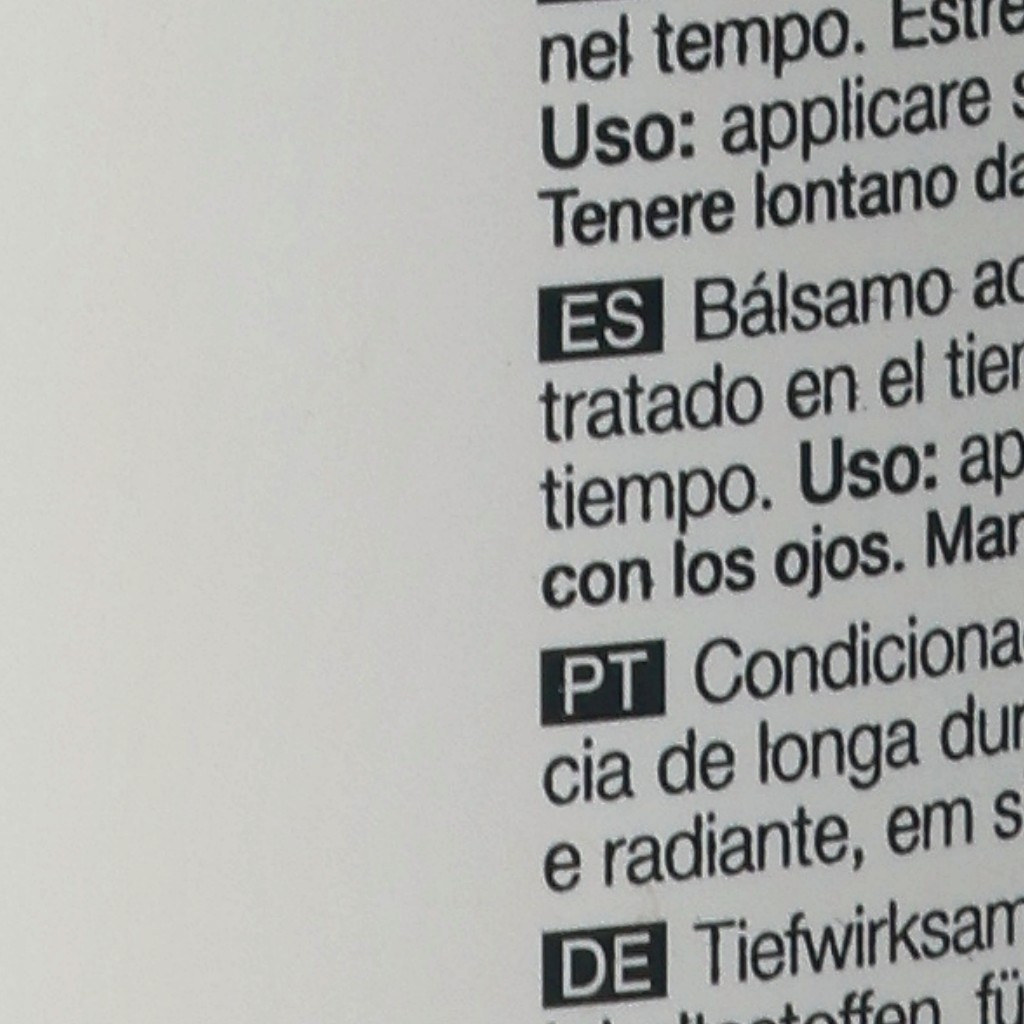 nel tempo. Estre
Uso: applicare s
Tenere lontano da
ES Bálsamo ac
tratado en el tier
tiempo. Uso: ap
con los ojos. Mar
PT Condiciona
cia de longa dur
e radiante, em s
DE Tiefwirksam
fü